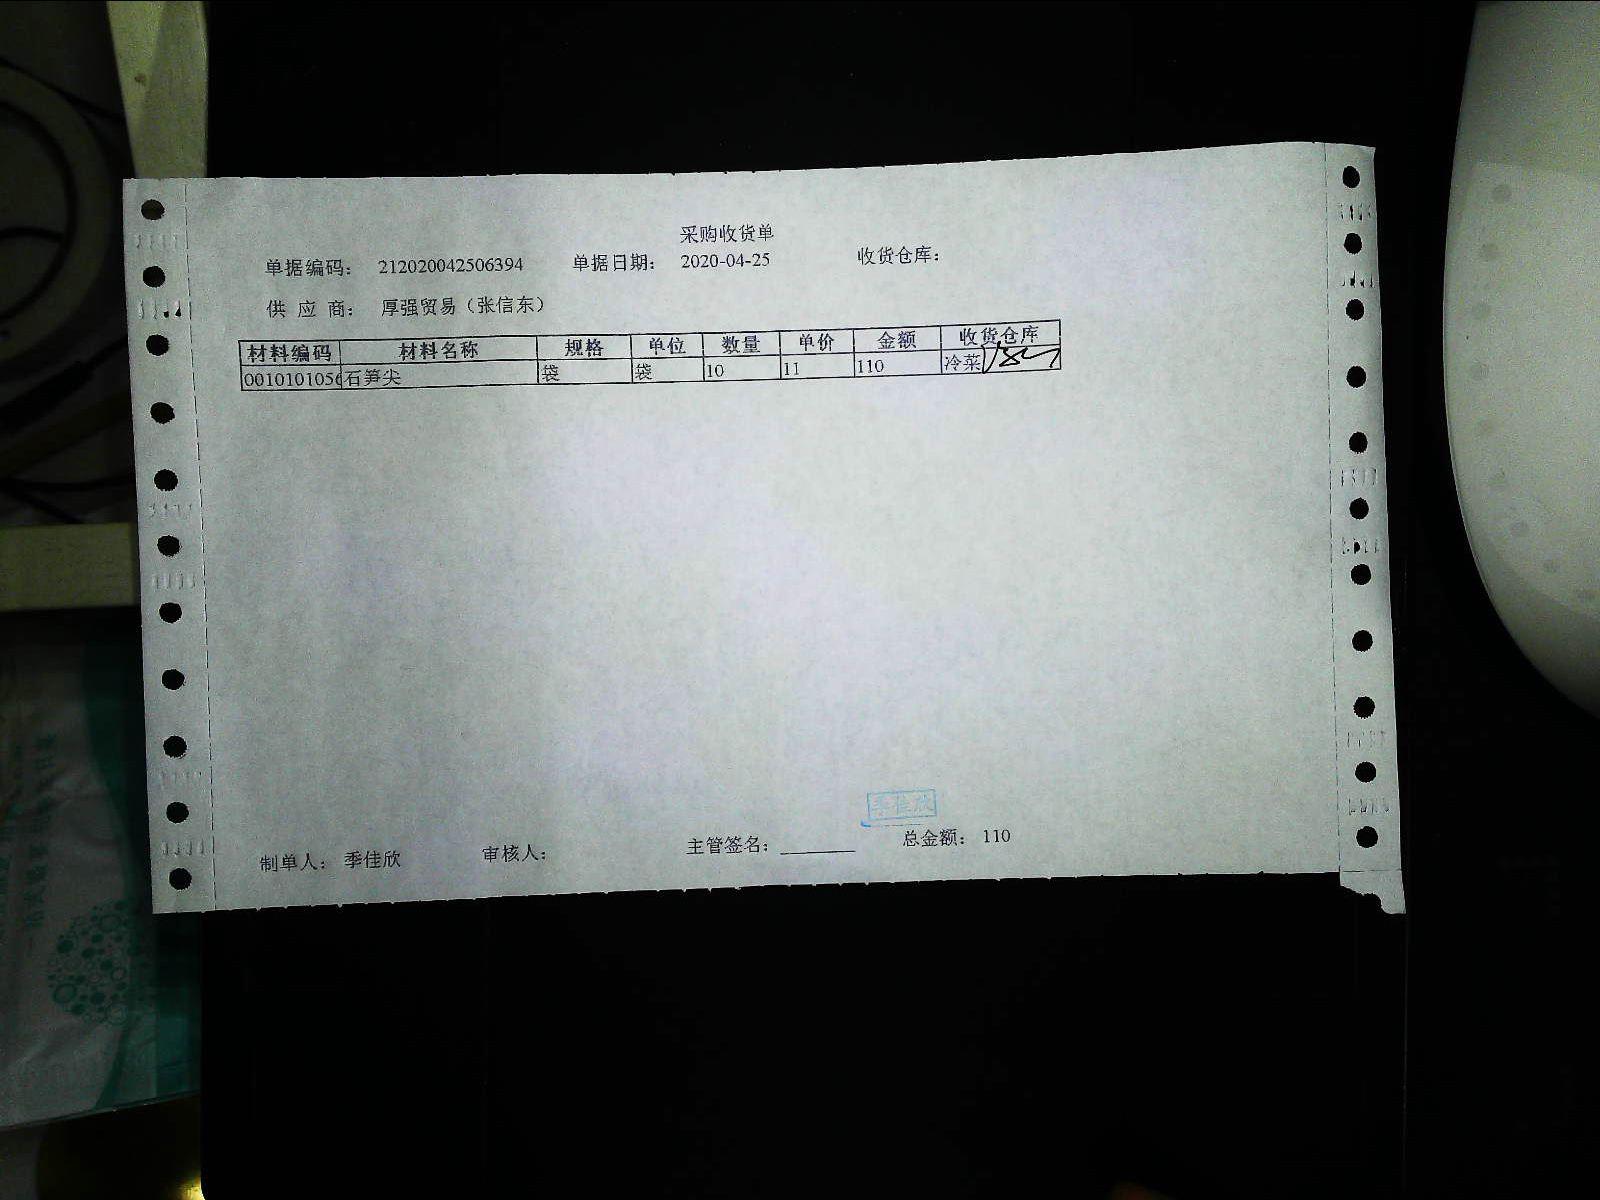 采购收货单
单据编码： 212020042506394 单据日期： 2020-04-25 收货仓库：
供 应 商： 厚强贸易（张信东）
材料编码 材料名称 规格 单位 数量 单价 金额 收货仓库
0010101056 石笋尖 袋 袋 10 11 110 冷菜
季佳欣
制单人： 季佳欣 审核人： 主管签名： 总金额： 110